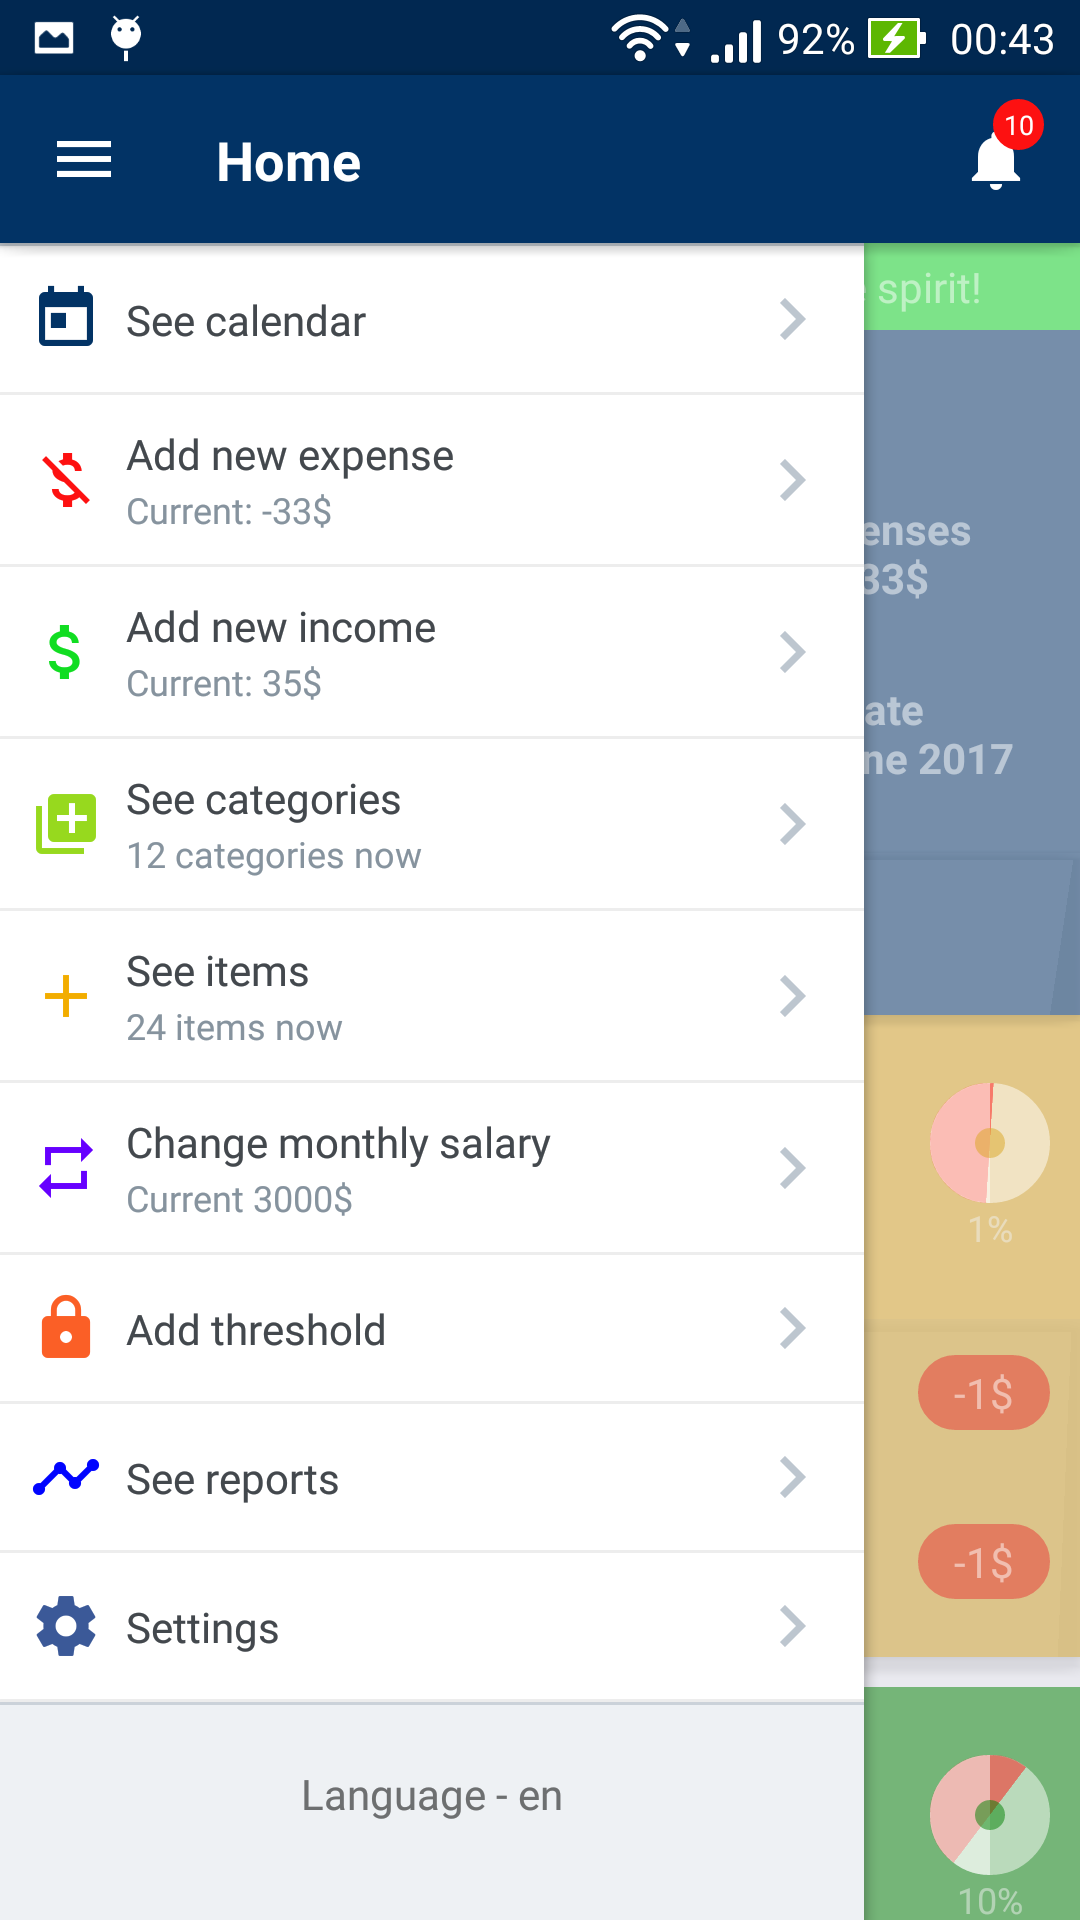 92% 00:43
Home
10
See calendar
spirit!
Add new expense
Current: -33$
enses
33$
Add new income
Current: 35$
ate
ne 2017
See categories
12 categories now
See items
24 items now
Change monthly salary
Current 3000$
1%
Add threshold
-1$
See reports
-1$
Settings
Language - en
10%